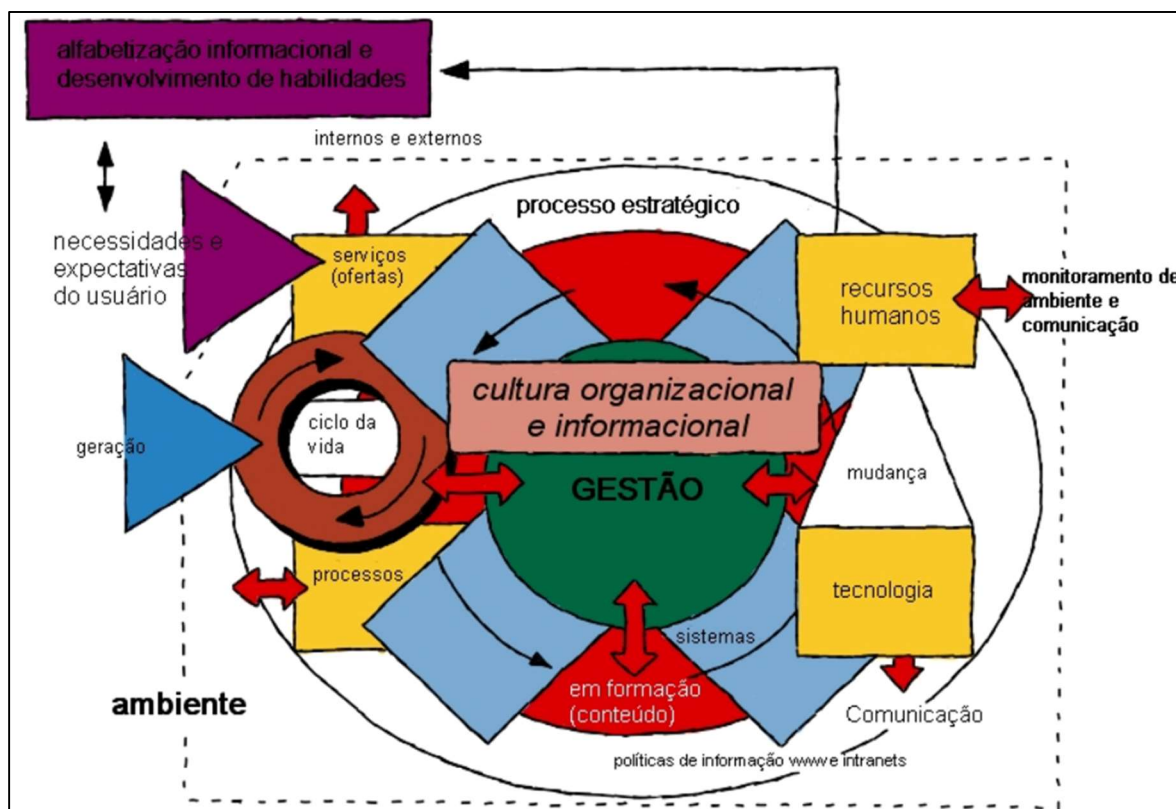 alfabetização informacional e
desenvolvimento de habilidades
internos e externos
processo estratégico
necessidades e
expectativas
do usuário
serviços
(ofertas)
recursos
humanos
monitoramento de
ambiente e
comunicação
cultura organizacional
e informacional
geração
ciclo da
vida
GESTÃO
mudança
processos
tecnologia
sistemas
em formação
(conteúdo)
ambiente
Comunicação
políticas de informação www e intranets